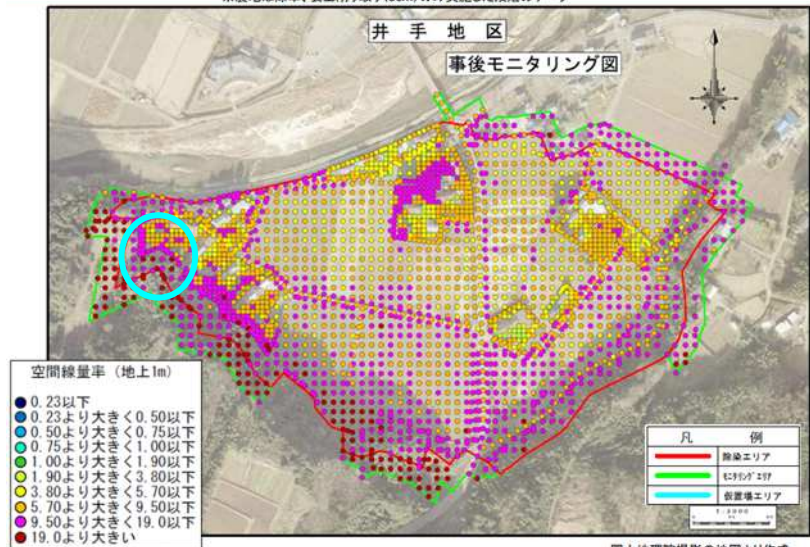 井手地区
事後モニタリング図
空間線量率（地上1m）
0.23以下
0.23より大きく0.50以下
0.50より大きく0.75以下
0.75より大きく1.00以下
1.00より大きく1.90以下
1.90より大きく3.80以下
3.80より大きく5.70以下
5.70より大きく9.50以下
9.50より大きく19.0以下
19.0より大きい
凡例
除染エリア
モニタリングエリア
仮置場エリア